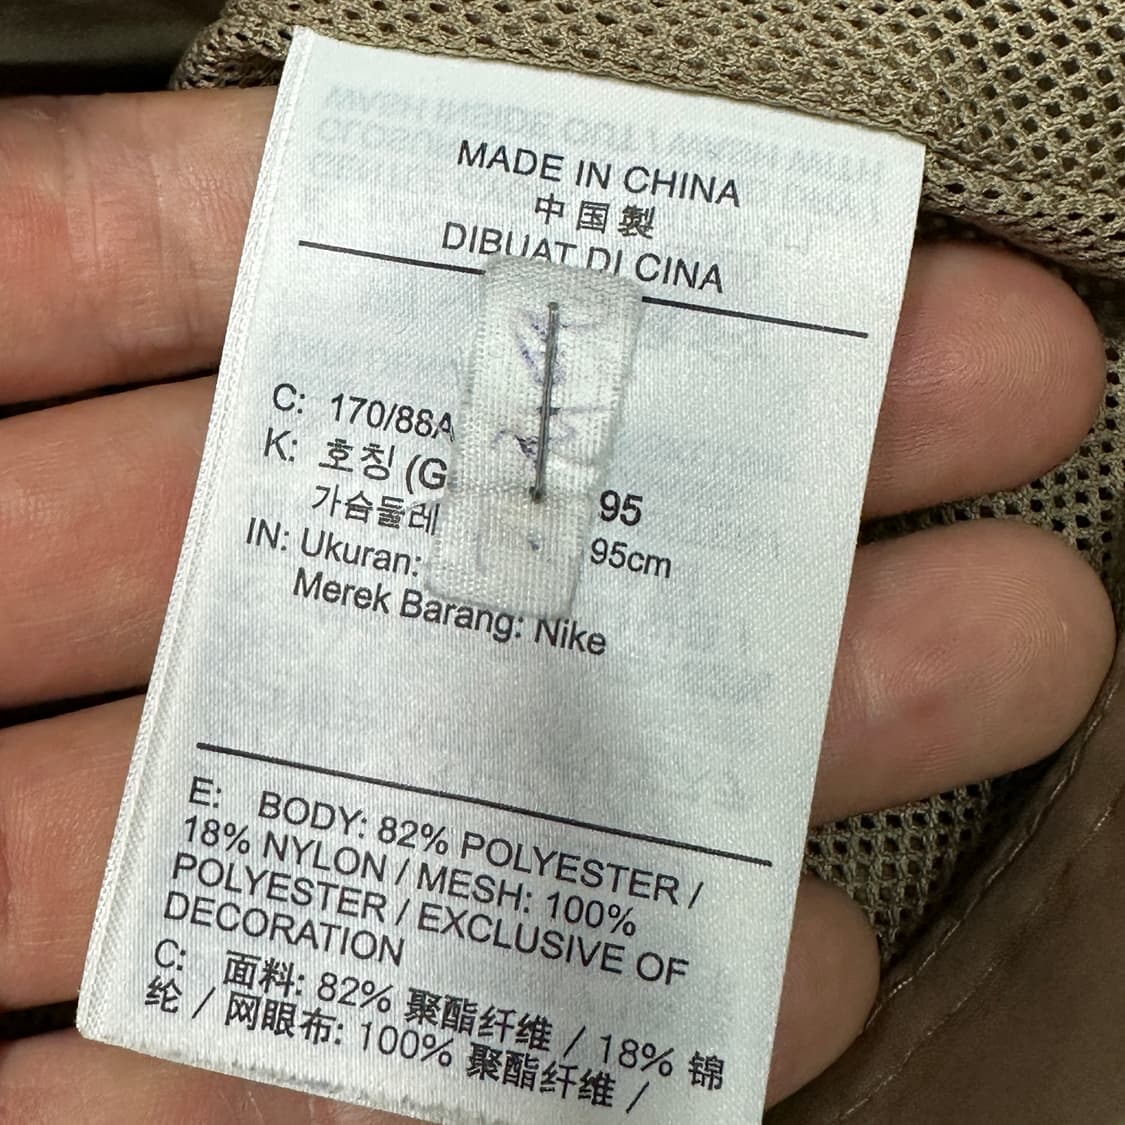 MADE IN CHINA
中国製
DIBUAT DI CINA
C: 170/88A
K: 호칭 (G 95
가슴둘레 95cm
IN: Ukuran:
Merek Barang: Nike
E: BODY: 82% POLYESTER /
18% NYLON / MESH: 100%
POLYESTER / EXCLUSIVE OF
DECORATION
C: 面料: 82% 聚酯纤维 / 18% 锦
纶 / 网眼布: 100% 聚酯纤维 /